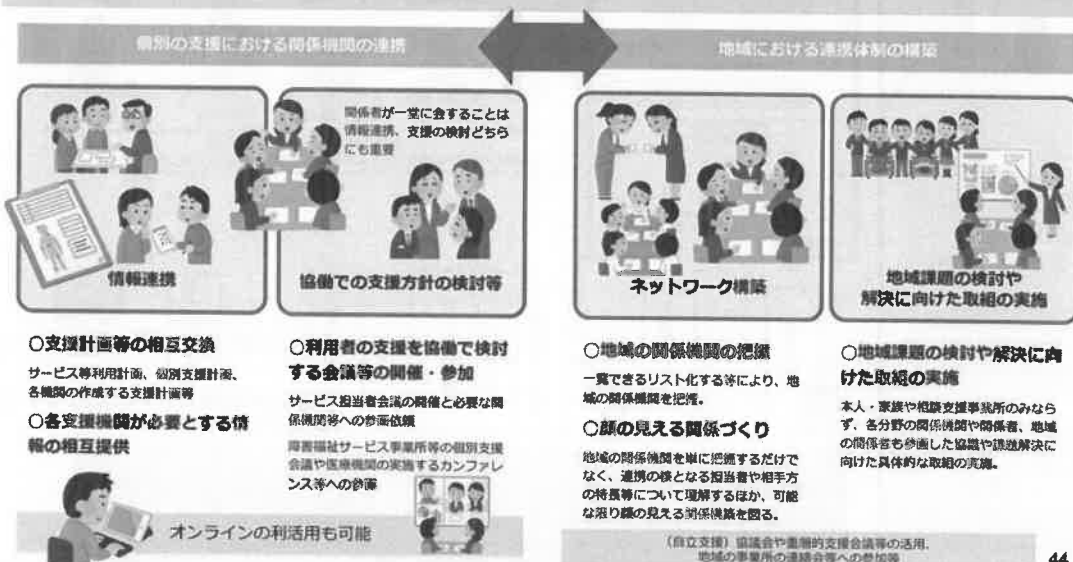 個別の支援における関係機関の連携
地域における連携体制の構築
情報連携
関係者が一堂に会することは
情報連携、支援の検討どちら
にも重要
協働での支援方針の検討等
ネットワーク構築
地域課題の検討や
解決に向けた取組の実施
○支援計画等の相互交換
サービス等利用計画、個別支援計画、
各機関の作成する支援計画等
○各支援機関が必要とする情
報の相互提供
○利用者の支援を協働で検討
する会議等の開催・参加
サービス担当者会議の開催と必要な関
係機関等への参画依頼
障害福祉サービス事業所等の個別支援
会議や医療機関の実施するカンファレ
ンス等への参画
オンラインの利活用も可能
○地域の関係機関の把握
一覧できるリスト化する等により、地
域の関係機関を把握。
○顔の見える関係づくり
地域の関係機関を単に把握するだけで
なく、連携の核となる担当者や相手方
の特長等について理解するほか、可能
な限り顔の見える関係構築を図る。
○地域課題の検討や解決に向
けた取組の実施
本人・家族や相談支援事業所のみなら
ず、各分野の関係機関や関係者、地域
の関係者も参画した協議や課題解決に
向けた具体的な取組の実施。
(自立支援)協議会や重層的支援会議等の活用、
地域の事業所の連絡会等への参加等
44